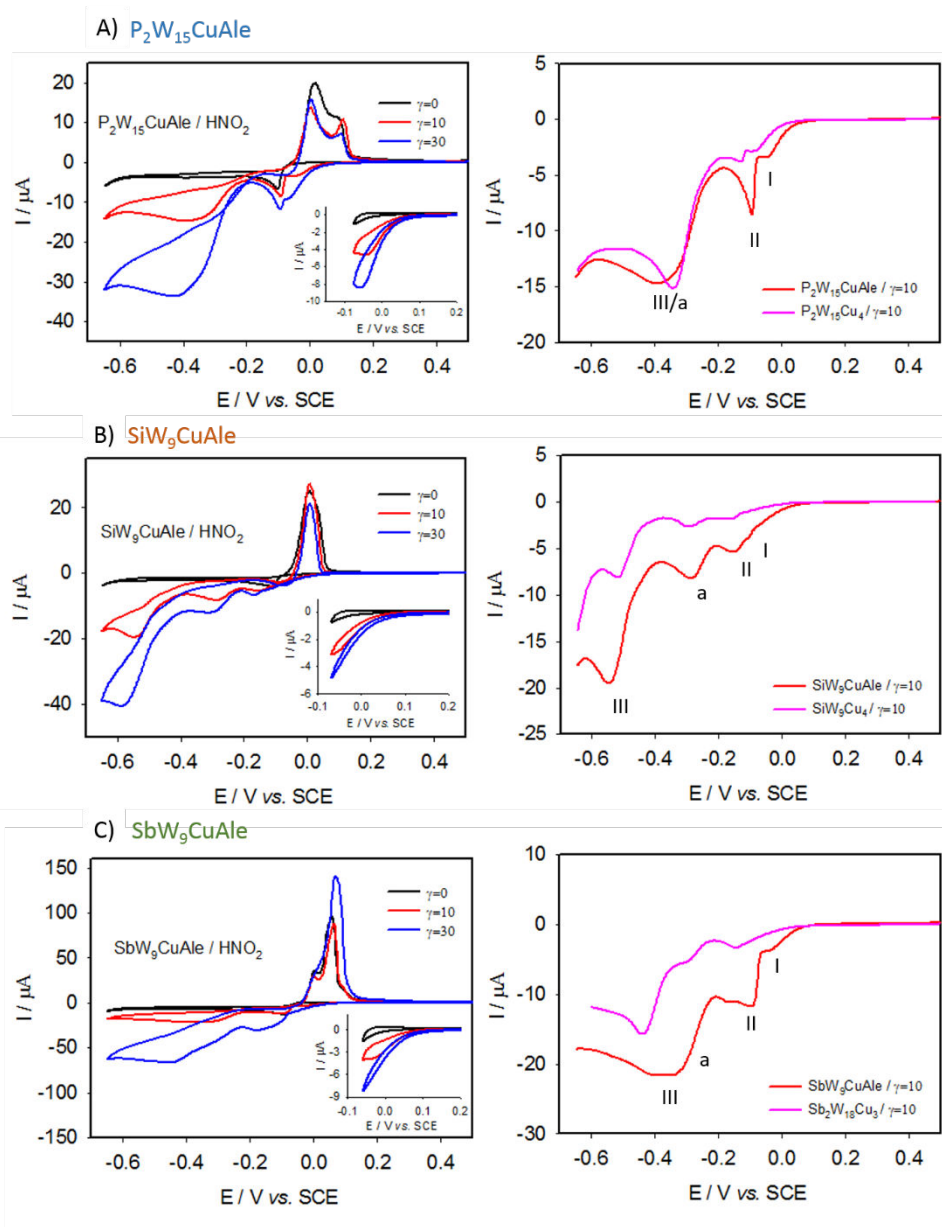 A) P₂W₁₅CuAle
20
10
0
-10
-20
-30
-40
I / μA
P₂W₁₅CuAle / HNO₂
γ=0
γ=10
γ=30
0
-2
-4
-6
-8
-10
I / μA
-0.1 0.0 0.1 0.2
E / V vs. SCE
-0.6 -0.4 -0.2 0.0 0.2 0.4
E / V vs. SCE
5
0
-5
-10
-15
-20
I / μA
I
II
III/a
P₂W₁₅CuAle / γ=10
P₂W₁₅Cu₄ / γ=10
-0.6 -0.4 -0.2 0.0 0.2 0.4
E / V vs. SCE
B) SiW₉CuAle
20
0
-20
-40
I / μA
SiW₉CuAle / HNO₂
γ=0
γ=10
γ=30
0
-2
-4
-6
I / μA
-0.1 0.0 0.1 0.2
E / V vs. SCE
-0.6 -0.4 -0.2 0.0 0.2 0.4
E / V vs. SCE
5
0
-5
-10
-15
-20
-25
I / μA
I
II
a
III
SiW₉CuAle / γ=10
SiW₉Cu₄ / γ=10
-0.6 -0.4 -0.2 0.0 0.2 0.4
E / V vs. SCE
C) SbW₉CuAle
150
100
50
0
-50
-100
-150
I / μA
SbW₉CuAle / HNO₂
γ=0
γ=10
γ=30
0
-3
-6
-9
I / μA
-0.1 0.0 0.1 0.2
E / V vs. SCE
-0.6 -0.4 -0.2 0.0 0.2 0.4
E / V vs. SCE
10
0
-10
-20
-30
I / μA
I
II
a
III
SbW₉CuAle / γ=10
Sb₂W₁₈Cu₃ / γ=10
-0.6 -0.4 -0.2 0.0 0.2 0.4
E / V vs. SCE